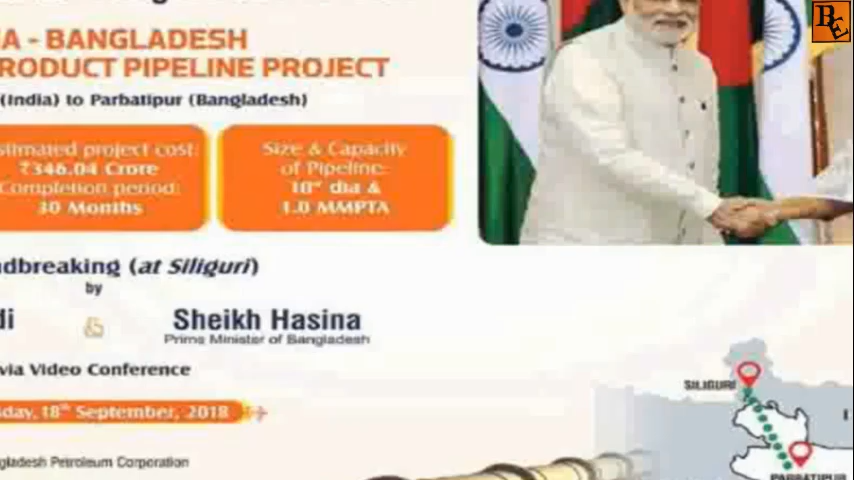 A - BANGLADESH
RODUCT PIPELINE PROJECT
(India) to Parbatipur (Bangladesh)
stimated project cost:
₹346.04 Crore
Completion period:
30 Months
Size & Capacity
of Pipeline:
10" dia &
1.0 MMPTA
dbreaking (at Siliguri)
by
di & Sheikh Hasina
Prime Minister of Bangladesh
via Video Conference
sday, 18th September, 2018
gladesh Petroleum Corporation
SILIGURI
PARBATIPUR
BE